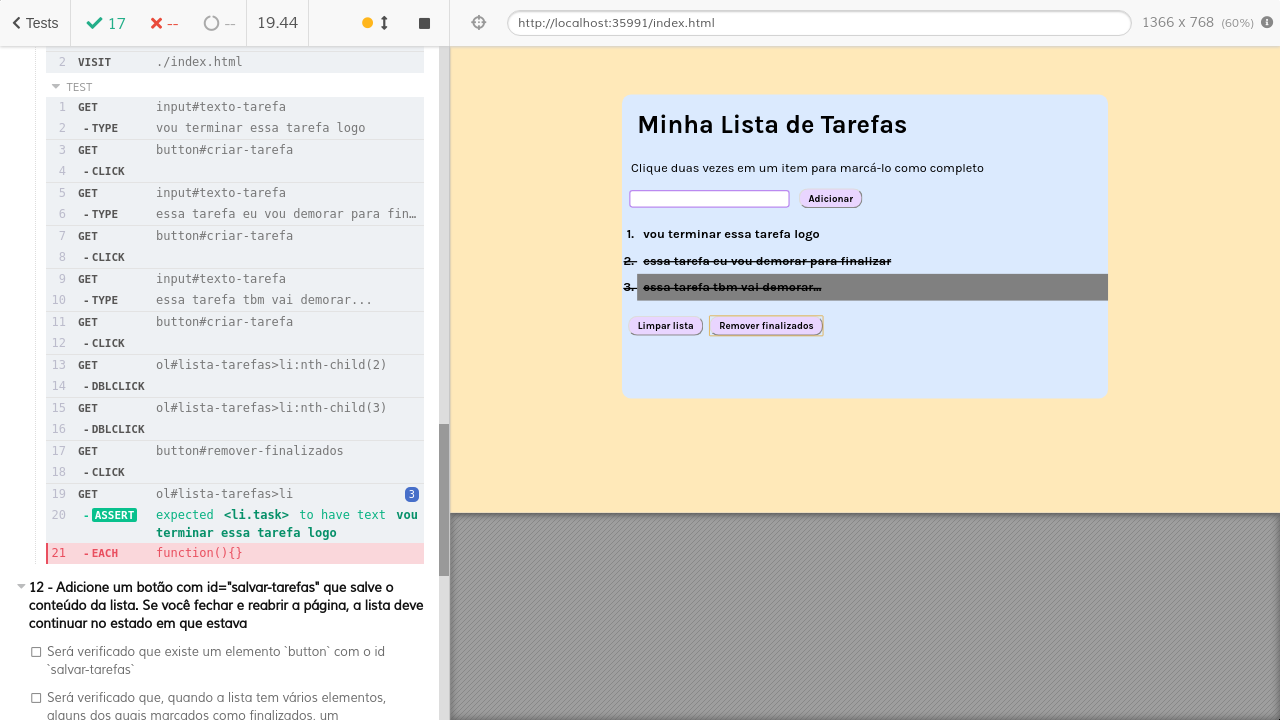 Tests
17
--
--
19.44
http://localhost:35991/index.html
1366 x 768 (60%)
2 VISIT ./index.html
TEST
1 GET input#texto-tarefa
2 - TYPE vou terminar essa tarefa logo
3 GET button#criar-tarefa
4 - CLICK
5 GET input#texto-tarefa
6 - TYPE essa tarefa eu vou demorar para fin…
7 GET button#criar-tarefa
8 - CLICK
9 GET input#texto-tarefa
10 - TYPE essa tarefa tbm vai demorar...
11 GET button#criar-tarefa
12 - CLICK
13 GET ol#lista-tarefas>li:nth-child(2)
14 - DBLCLICK
15 GET ol#lista-tarefas>li:nth-child(3)
16 - DBLCLICK
17 GET button#remover-finalizados
18 - CLICK
19 GET ol#lista-tarefas>li 3
20 - ASSERT expected <li.task> to have text vou
terminar essa tarefa logo
21 - EACH function(){}
12 - Adicione um botão com id="salvar-tarefas" que salve o
conteúdo da lista. Se você fechar e reabrir a página, a lista deve
continuar no estado em que estava
Será verificado que existe um elemento `button` com o id
`salvar-tarefas`
Será verificado que, quando a lista tem vários elementos,
alguns dos quais marcados como finalizados, um
Minha Lista de Tarefas
Clique duas vezes em um item para marcá-lo como completo
Adicionar
1. vou terminar essa tarefa logo
2. essa tarefa eu vou demorar para finalizar
3. essa tarefa tbm vai demorar...
Limpar lista
Remover finalizados